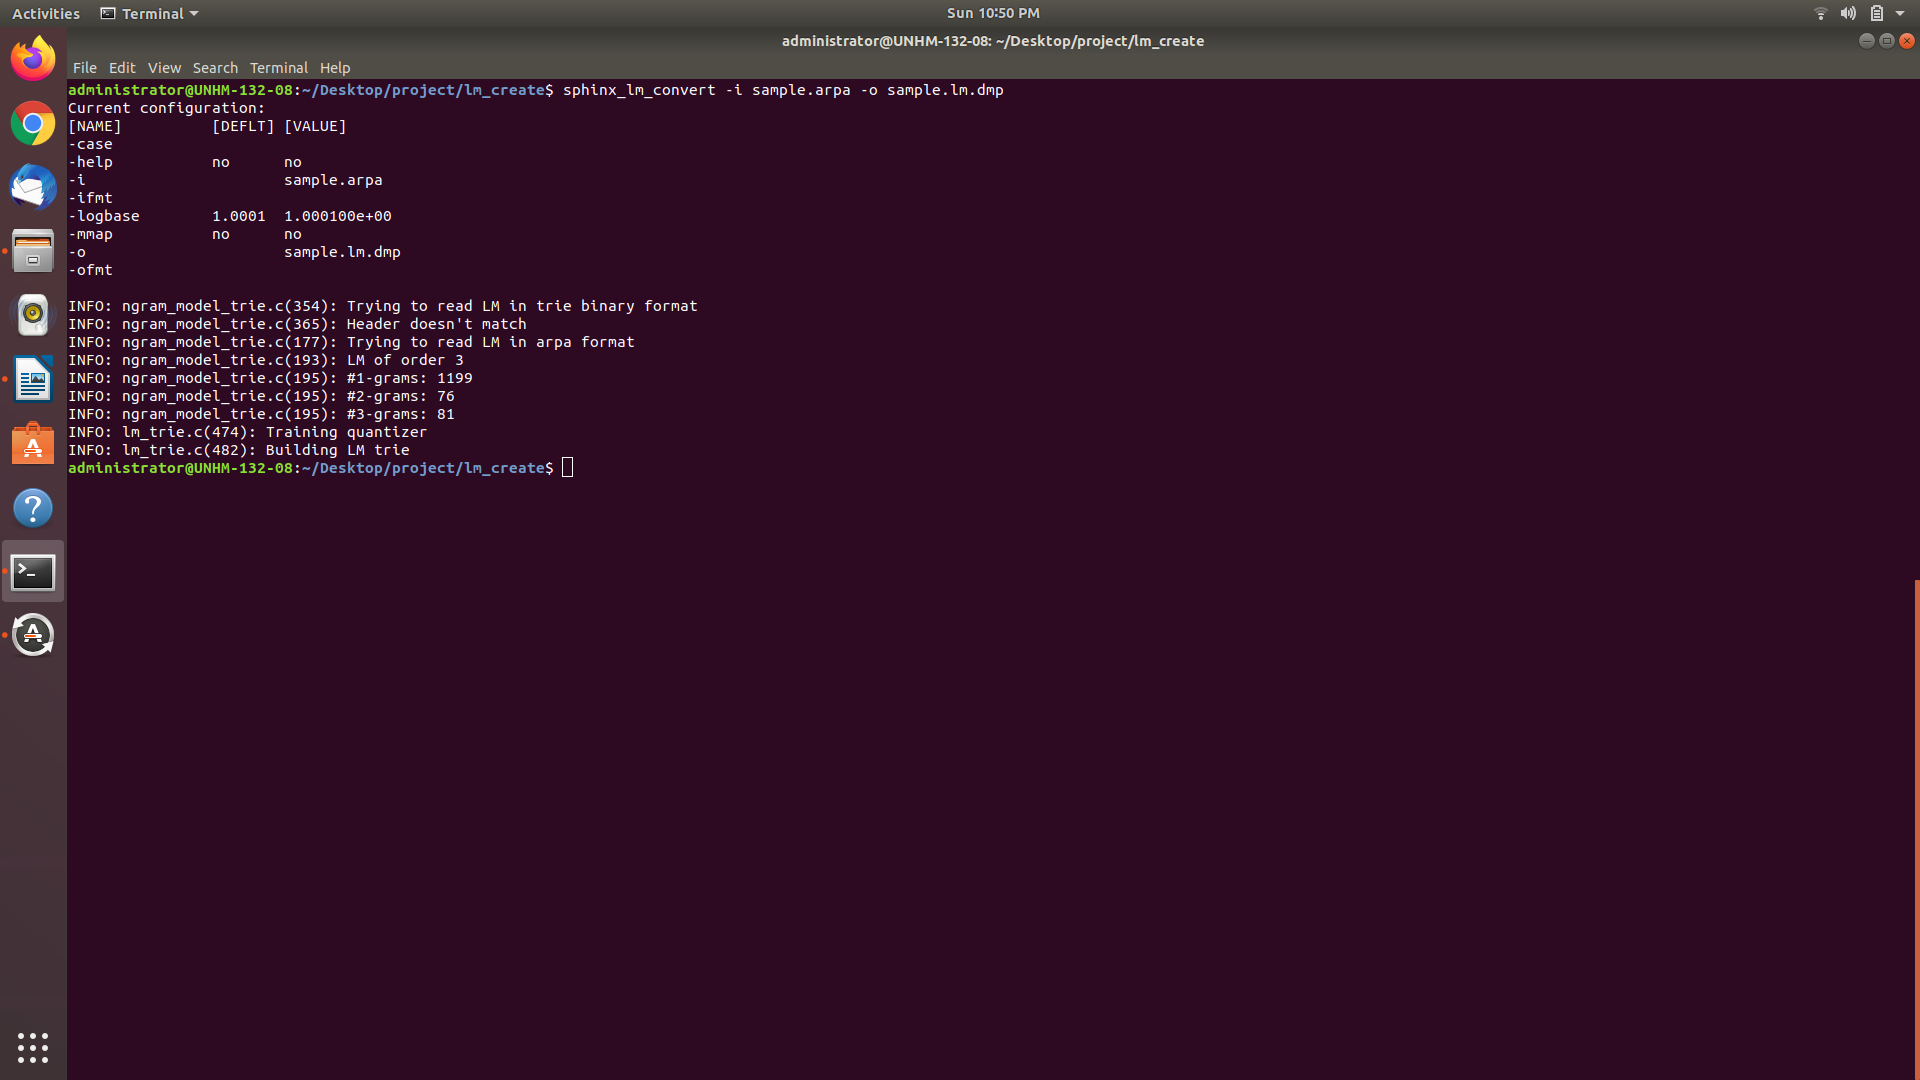 Activities Terminal Sun 10:50 PM
administrator@UNHM-132-08: ~/Desktop/project/lm_create
File Edit View Search Terminal Help
administrator@UNHM-132-08:~/Desktop/project/lm_create$ sphinx_lm_convert -i sample.arpa -o sample.lm.dmp
Current configuration:
[NAME] [DEFLT] [VALUE]
-case
-help no no
-i sample.arpa
-ifmt
-logbase 1.0001 1.000100e+00
-mmap no no
-o sample.lm.dmp
-ofmt
INFO: ngram_model_trie.c(354): Trying to read LM in trie binary format
INFO: ngram_model_trie.c(365): Header doesn't match
INFO: ngram_model_trie.c(177): Trying to read LM in arpa format
INFO: ngram_model_trie.c(193): LM of order 3
INFO: ngram_model_trie.c(195): #1-grams: 1199
INFO: ngram_model_trie.c(195): #2-grams: 76
INFO: ngram_model_trie.c(195): #3-grams: 81
INFO: lm_trie.c(474): Training quantizer
INFO: lm_trie.c(482): Building LM trie
administrator@UNHM-132-08:~/Desktop/project/lm_create$